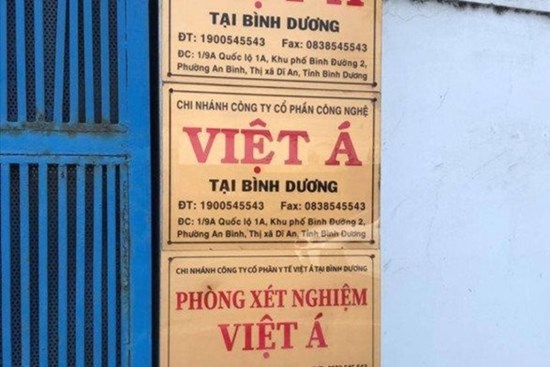 TẠI BÌNH DƯƠNG
ĐT: 1900545543 Fax: 0838545543
ĐC: 1/9A Quốc lộ 1A, Khu phố Bình Đường 2,
Phường An Bình, Thị xã Dĩ An, Tỉnh Bình Dương
CHI NHÁNH CÔNG TY CỔ PHẦN CÔNG NGHỆ
VIỆT Á
TẠI BÌNH DƯƠNG
ĐT: 1900545543 Fax: 0838545543
ĐC: 1/9A Quốc lộ 1A, Khu phố Bình Đường 2,
Phường An Bình, Thị xã Dĩ An, Tỉnh Bình Dương
CHI NHÁNH CÔNG TY CỔ PHẦN Y TẾ VIỆT Á TẠI BÌNH DƯƠNG
PHÒNG XÉT NGHIỆM
VIỆT Á